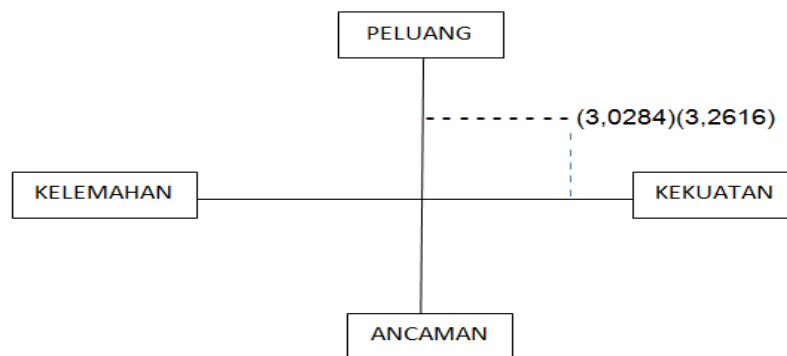 PELUANG
(3,0284)(3,2616)
KELEMAHAN
KEKUATAN
ANCAMAN